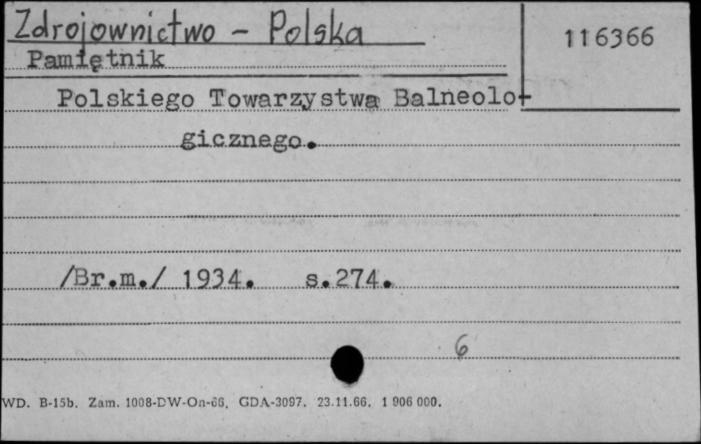 Zdrojownictwo - Polska
116366
Pamiętnik
Polskiego Towarzystwa Balneolo-
gicznego.
/Br.m./ 1934. s.274.
6
WD. B-15b. Zam. 1008-DW-On-66. GDA-3097. 23.11.66. 1 906 000.